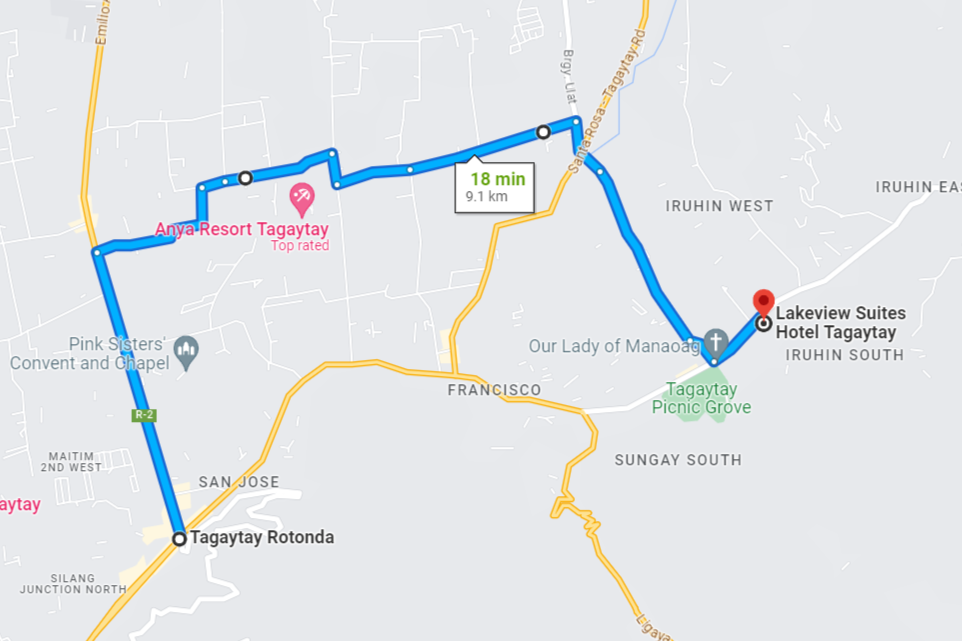 Emilio
Brgy. Ulat
Santa Rosa - Tagaytay Rd
IRUHIN EAS
IRUHIN WEST
18 min
9.1 km
Anya Resort Tagaytay
Top rated
Lakeview Suites
Hotel Tagaytay
IRUHIN SOUTH
Pink Sisters'
Convent and Chapel
Our Lady of Manaoag
FRANCISCO
Tagaytay
Picnic Grove
R-2
MAITIM
2ND WEST
SUNGAY SOUTH
SAN JOSE
aytay
Tagaytay Rotonda
SILANG
JUNCTION NORTH
Ligaya